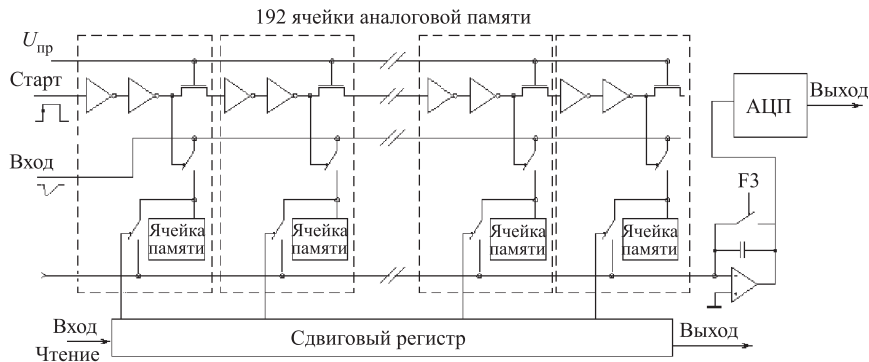 192 ячейки аналоговой памяти
Uпр
Старт
АЦП
Выход
Вход
F3
Ячейка
памяти
Ячейка
памяти
Ячейка
памяти
Ячейка
памяти
Вход
Чтение
Сдвиговый регистр
Выход